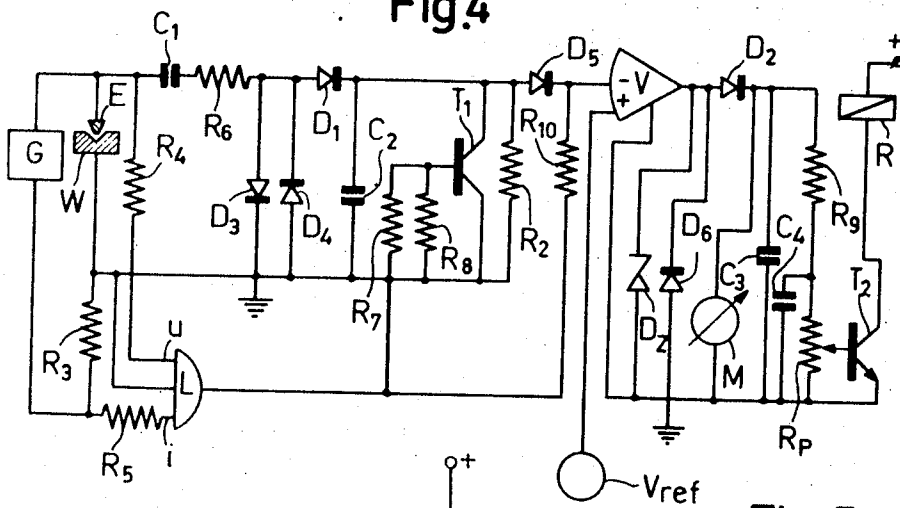 Fig.4
C1
D5
D2
+
E
G
W
R4
R6
D1
C2
T1
R10
- V
+
R
D3
D4
R7
R8
R2
R9
D6
C3
C4
T2
DZ
M
R3
u
L
i
R5
RP
+
Vref